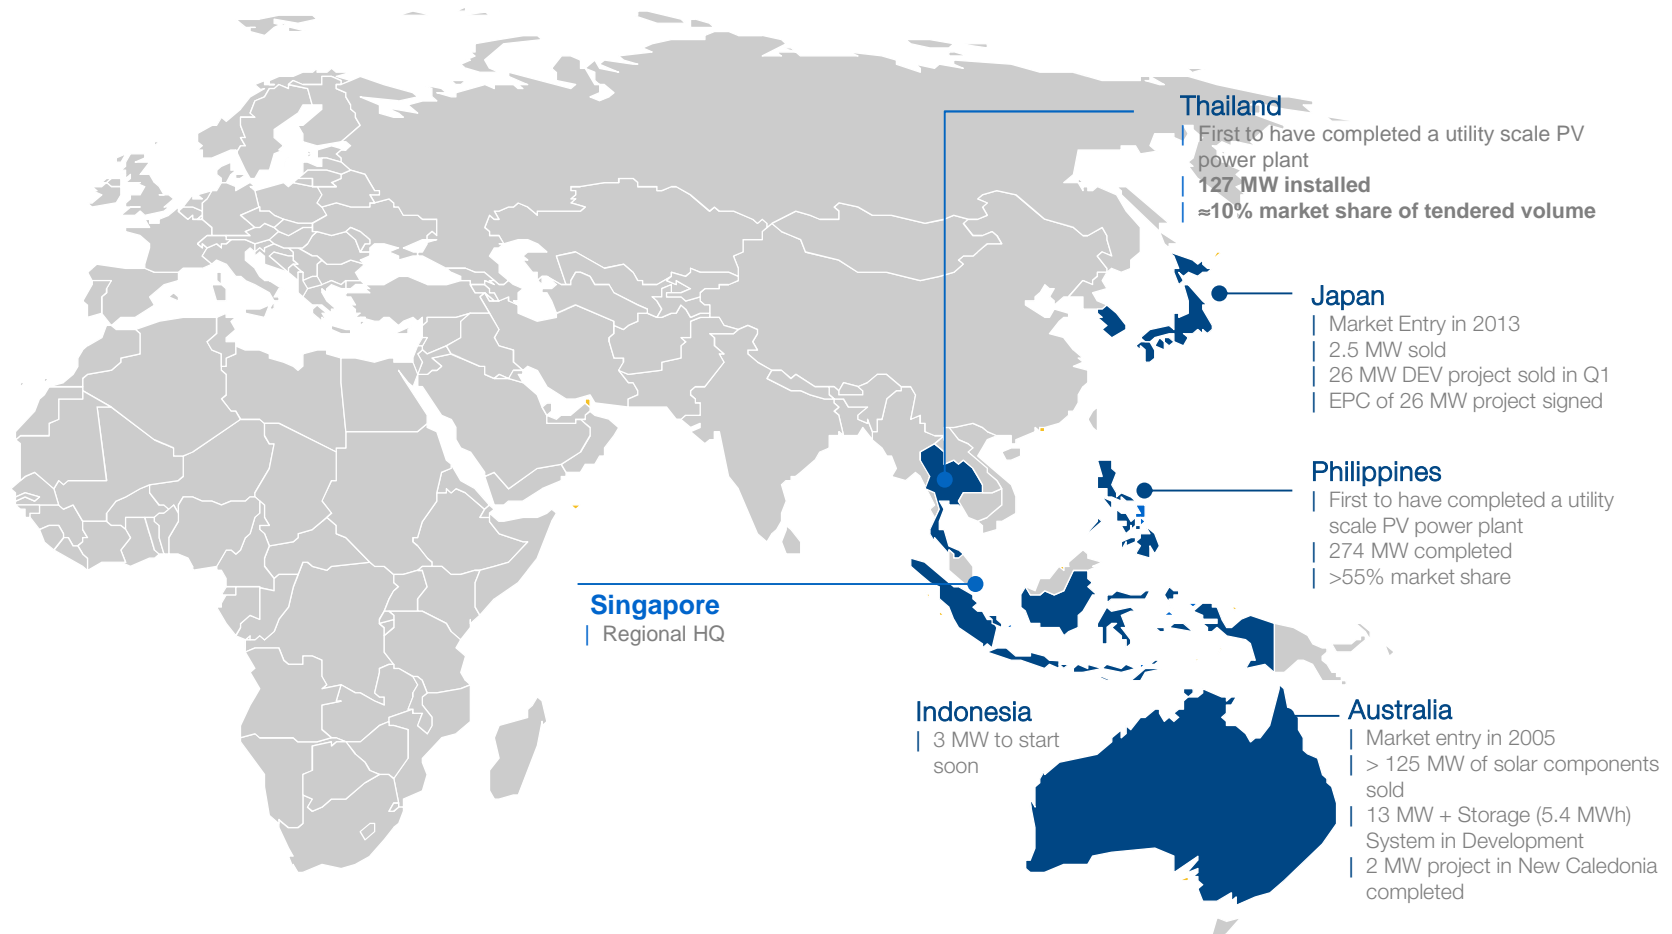 Thailand
| First to have completed a utility scale PV
power plant
| 127 MW installed
| ≈10% market share of tendered volume
Japan
| Market Entry in 2013
| 2.5 MW sold
| 26 MW DEV project sold in Q1
| EPC of 26 MW project signed
Philippines
| First to have completed a utility
scale PV power plant
| 274 MW completed
| >55% market share
Singapore
| Regional HQ
Indonesia
| 3 MW to start
soon
Australia
| Market entry in 2005
| > 125 MW of solar components
sold
| 13 MW + Storage (5.4 MWh)
System in Development
| 2 MW project in New Caledonia
completed